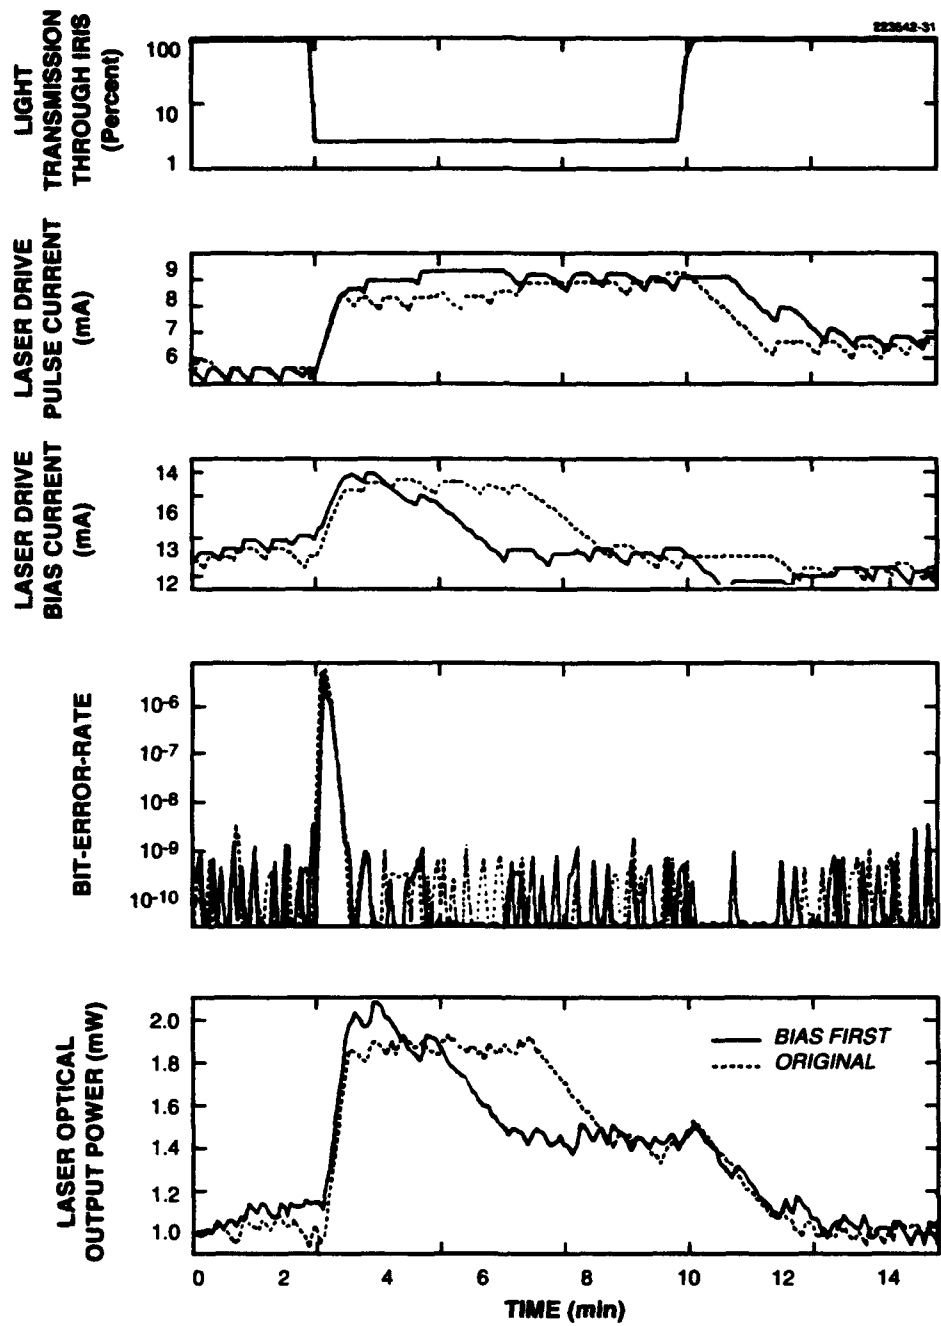 223542-31
LIGHT
TRANSMISSION
THROUGH IRIS
(Percent)
100
10
1
LASER DRIVE
PULSE CURRENT
(mA)
9
8
7
6
LASER DRIVE
BIAS CURRENT
(mA)
14
16
13
12
BIT-ERROR-RATE
10-6
10-7
10-8
10-9
10-10
LASER OPTICAL
OUTPUT POWER (mW)
2.0
1.8
1.6
1.4
1.2
1.0
BIAS FIRST
ORIGINAL
0 2 4 6 8 10 12 14
TIME (min)